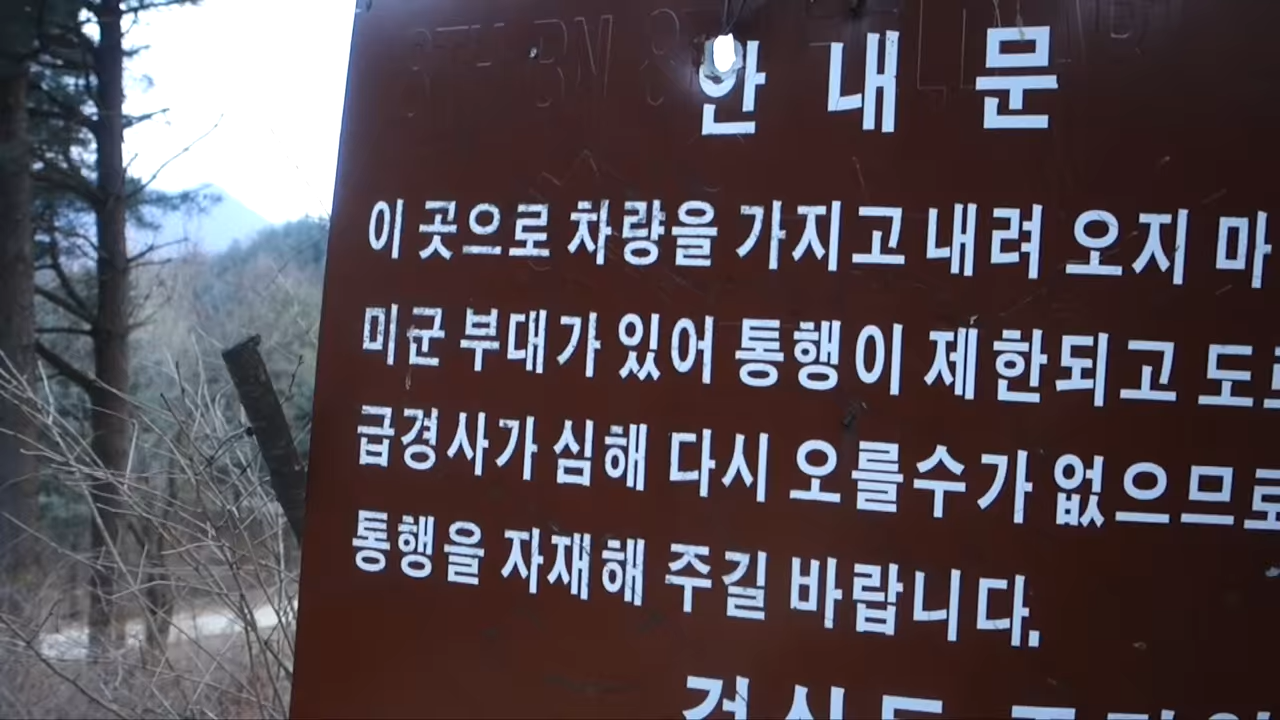 안내문
이 곳으로 차량을 가지고 내려 오지 마
미군 부대가 있어 통행이 제한되고 도로
급경사가 심해 다시 오를수가 없으므로
통행을 자재해 주길 바랍니다.